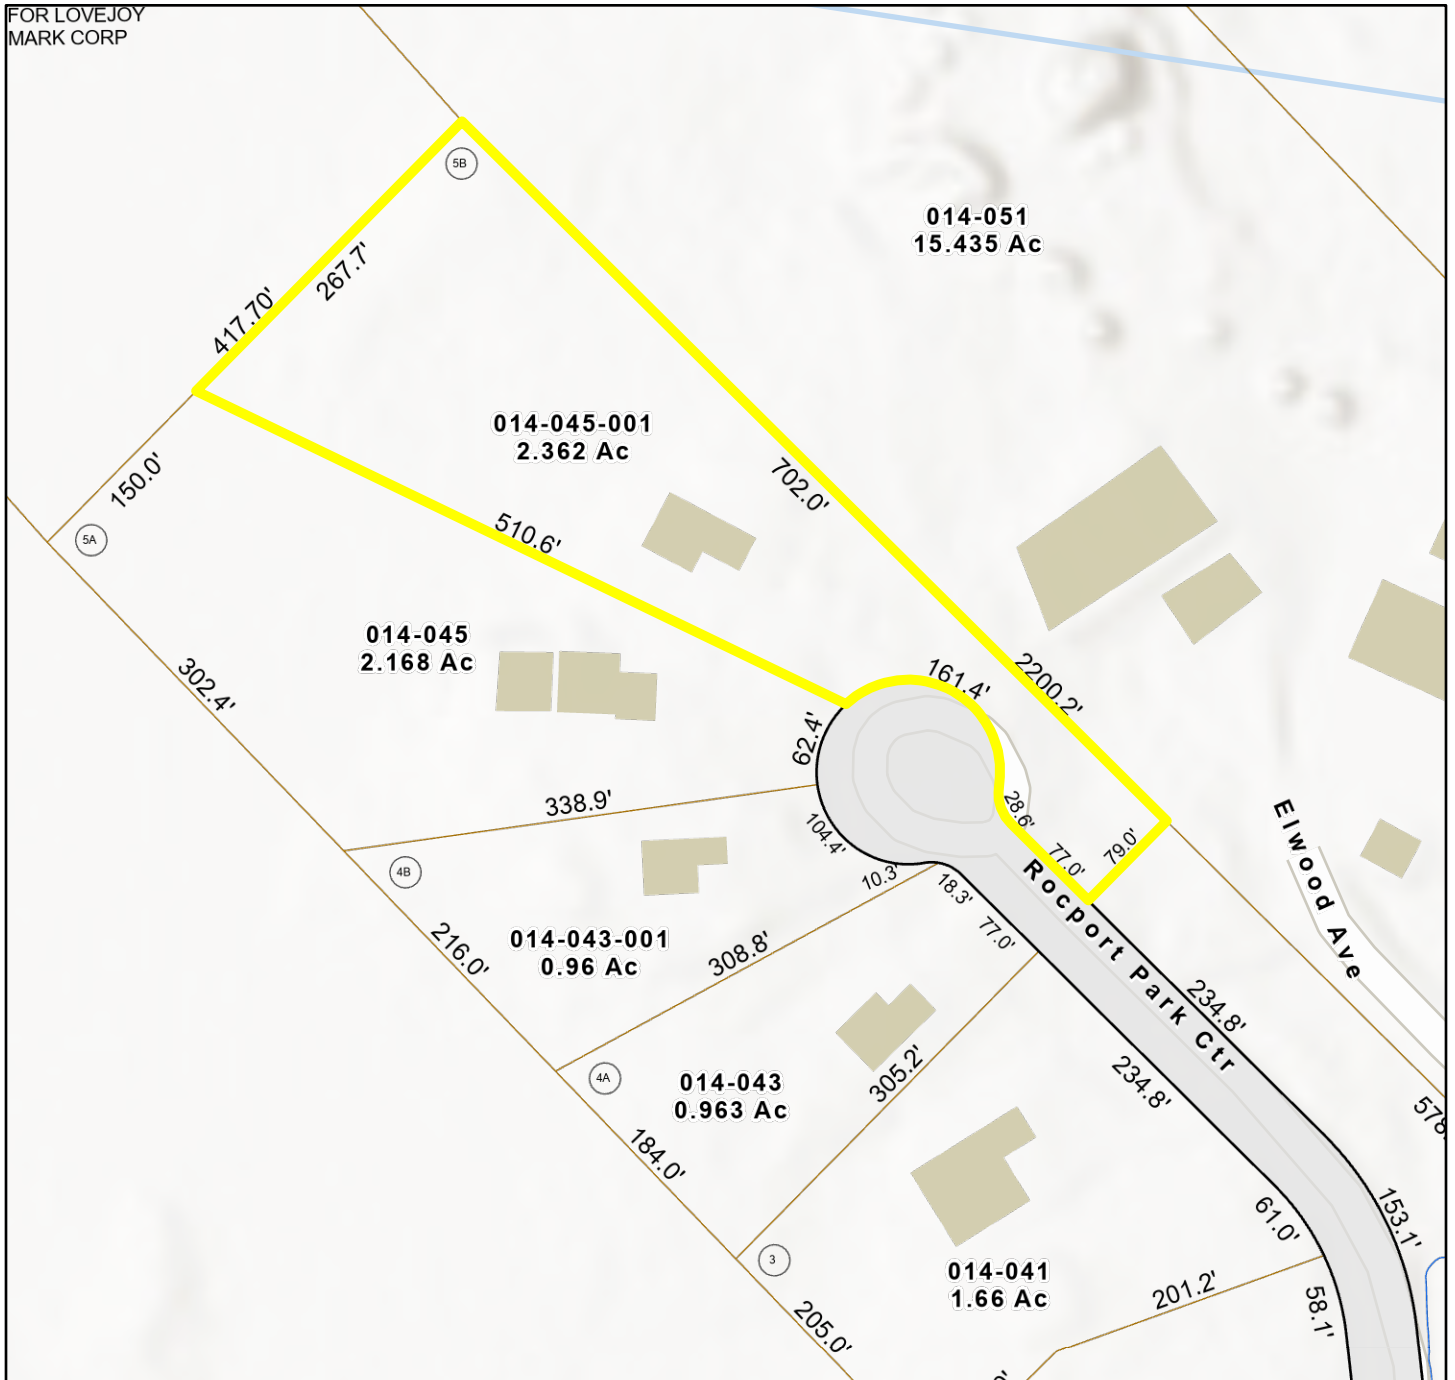 FOR LOVEJOY
MARK CORP
5B
014-051
15.435 Ac
267.7'
417.70'
014-045-001
2.362 Ac
702.0'
150.0'
5A
510.6'
014-045
2.168 Ac
302.4'
161.4'
2200.2'
62.4'
338.9'
28.6'
104.4'
77.0'
79.0'
Elwood Ave
4B
10.3'
18.3'
Rocport Park Ctr
77.0'
014-043-001
0.96 Ac
216.0'
308.8'
234.8'
4A
014-043
0.963 Ac
305.2'
234.8'
578.
184.0'
61.0'
153.1'
3
014-041
1.66 Ac
201.2'
58.1'
205.0'